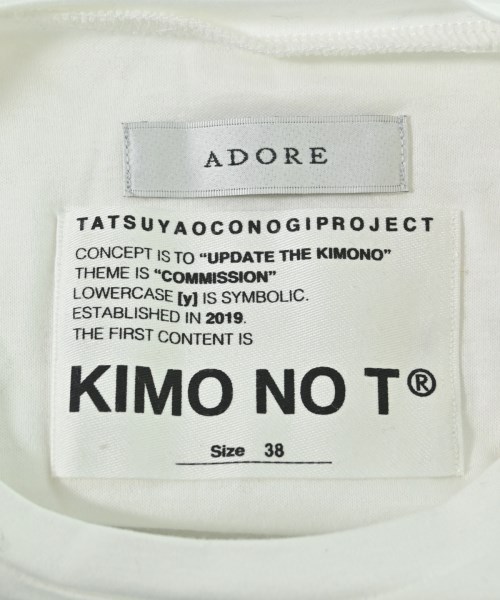 ADORE
TATSUYAOCONOGIPROJECT
CONCEPT IS TO "UPDATE THE KIMONO"
THEME IS "COMMISSION"
LOWERCASE [y] IS SYMBOLIC.
ESTABLISHED IN 2019.
THE FIRST CONTENT IS
KIMO NO T®
Size 38